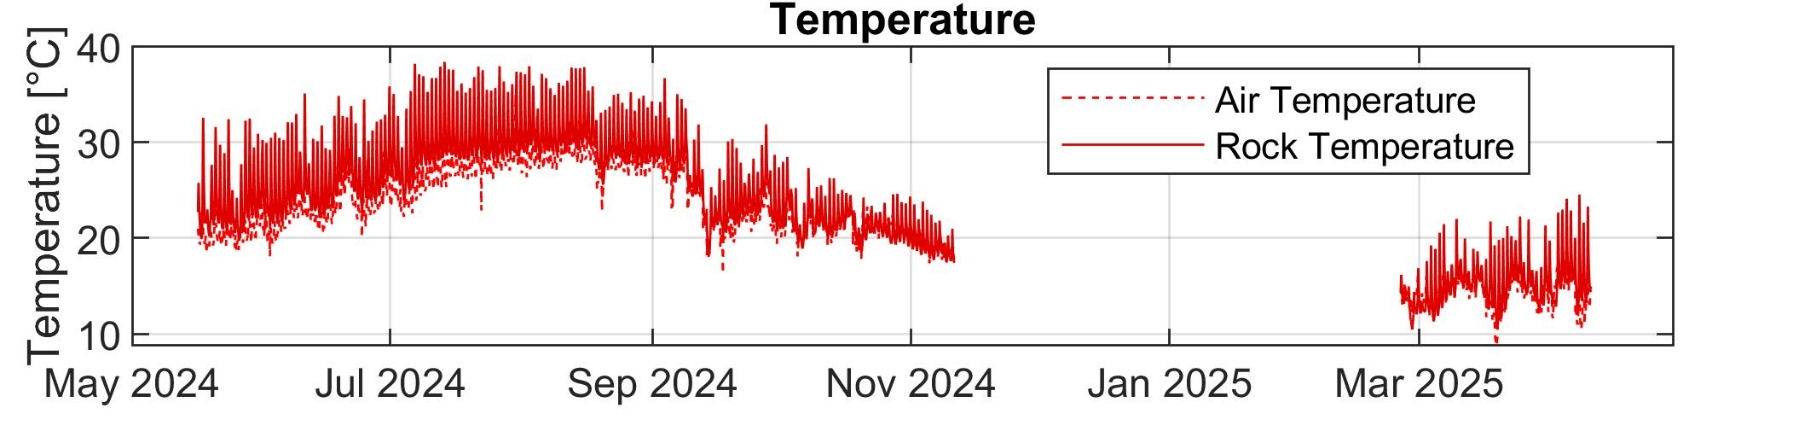 Temperature
Temperature [°C]
40
30
20
10
Air Temperature
Rock Temperature
May 2024
Jul 2024
Sep 2024
Nov 2024
Jan 2025
Mar 2025